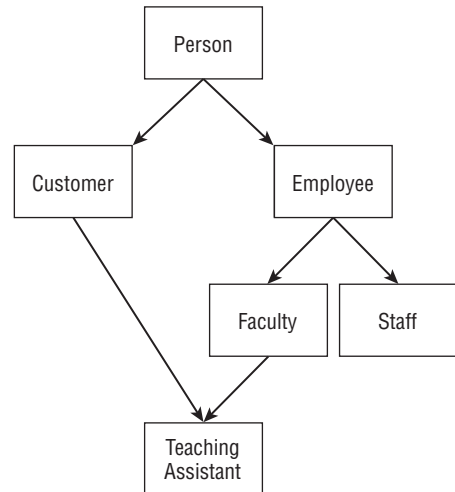 Person
Customer
Employee
Faculty
Staff
Teaching
Assistant